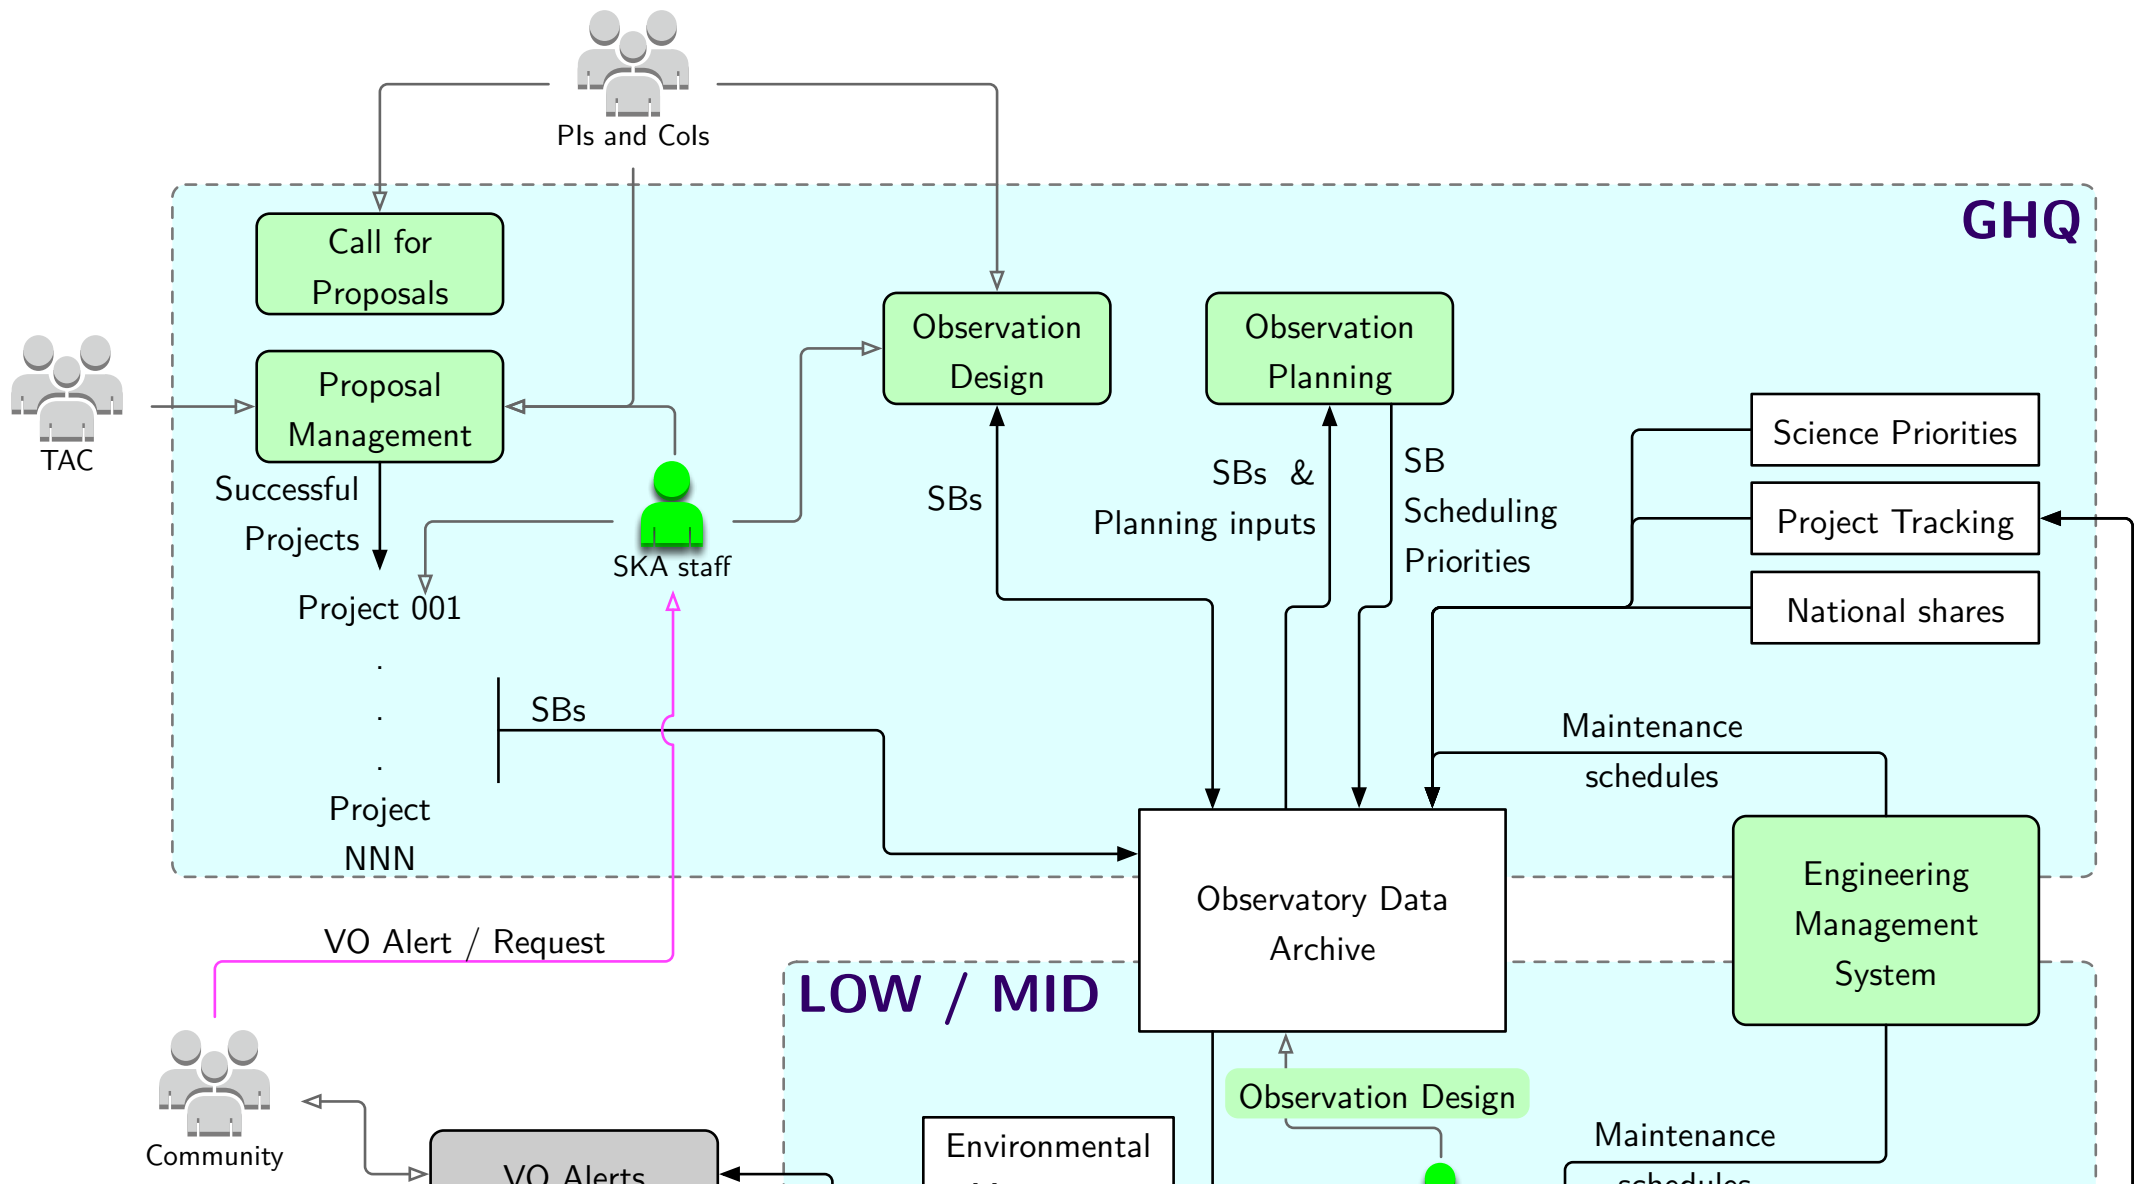 PIs and CoIs
GHQ
Call for
Proposals
Observation
Design
Observation
Planning
Proposal
Management
TAC
Science Priorities
Project Tracking
National shares
Successful
Projects
SKA staff
SBs
SBs &
Planning inputs
SB
Scheduling
Priorities
Project 001
.
.
.
Project
NNN
SBs
Maintenance
schedules
Observatory Data
Archive
Engineering
Management
System
VO Alert / Request
LOW / MID
Observation Design
Community
VO Alerts
Environmental
Maintenance
schedules